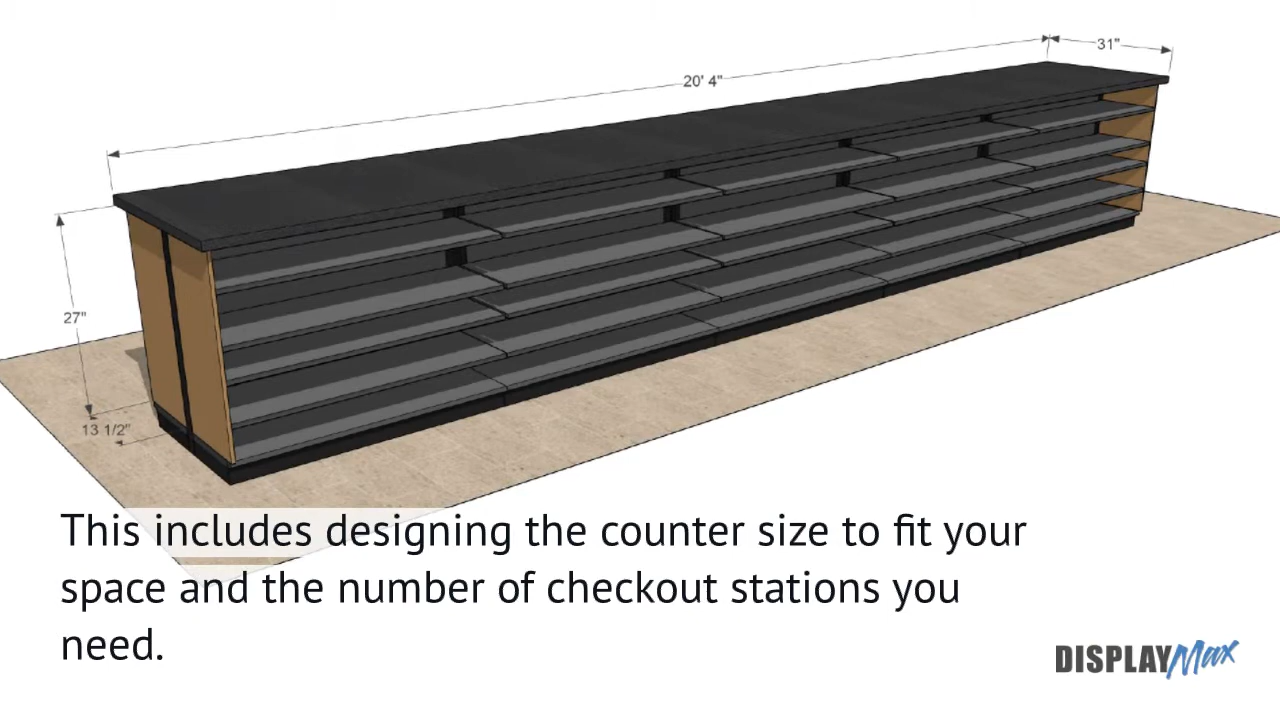 31"
20' 4"
27"
13 1/2"
This includes designing the counter size to fit your
space and the number of checkout stations you
need.
DISPLAYMax